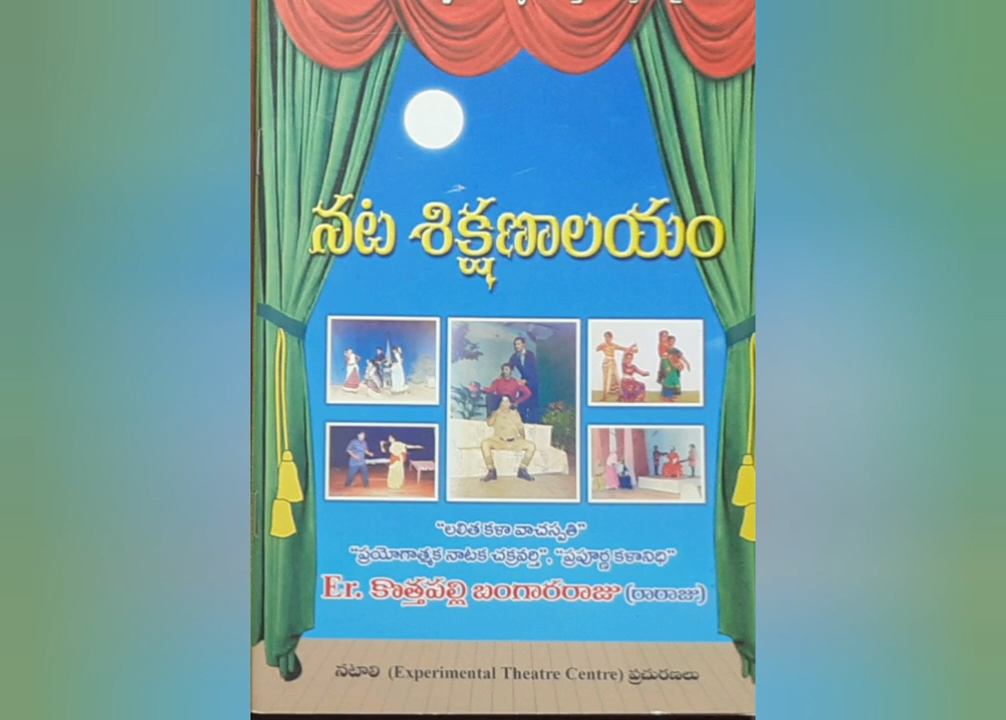 నట శిక్షణాలయం
"లలిత కళా వాచస్పతి"
"ప్రయోగాత్మక నాటక చక్రవర్తి", "ప్రపూర్ణ కళానిధి"
Er. కొత్తపల్లి బంగారరాజు (రారాజు)
నటాలి (Experimental Theatre Centre) ప్రచురణలు